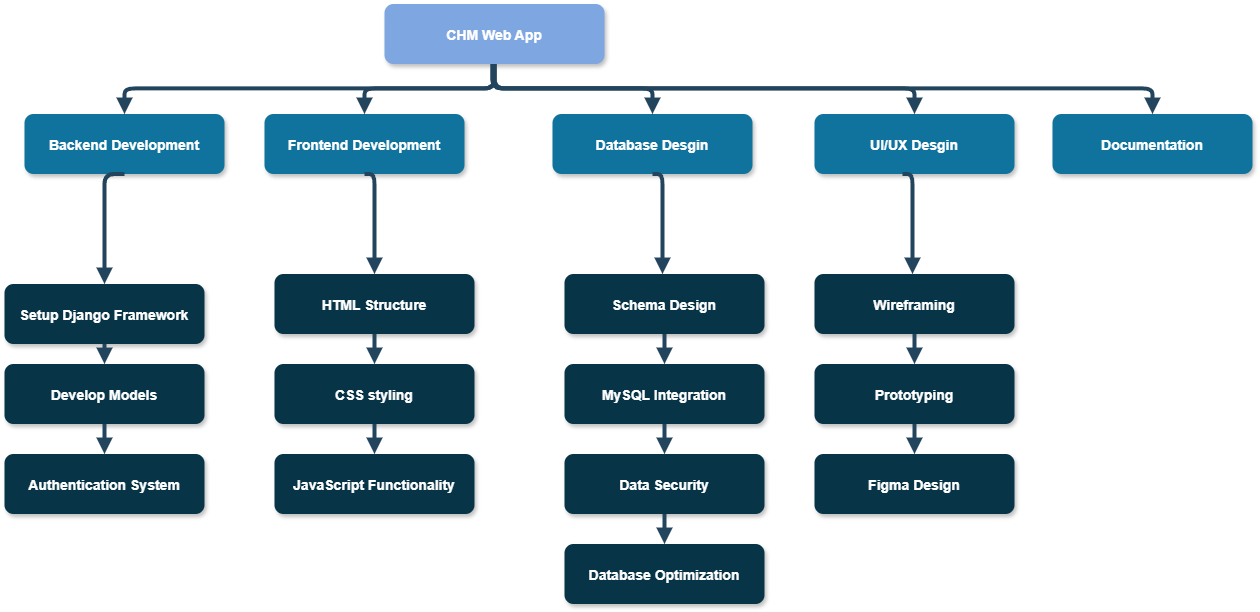 CHM Web App
Backend Development
Frontend Development
Database Desgin
UI/UX Desgin
Documentation
Setup Django Framework
HTML Structure
Schema Design
Wireframing
Develop Models
CSS styling
MySQL Integration
Prototyping
Authentication System
JavaScript Functionality
Data Security
Figma Design
Database Optimization